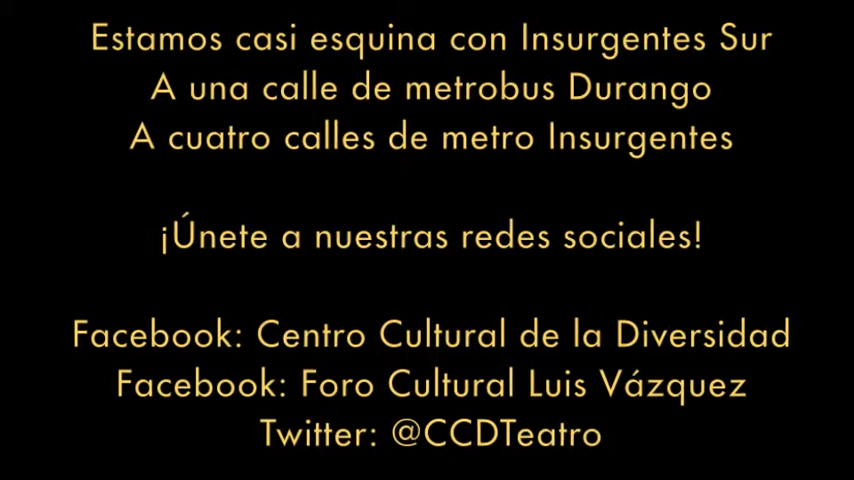 Estamos casi esquina con Insurgentes Sur
A una calle de metrobus Durango
A cuatro calles de metro Insurgentes
¡Únete a nuestras redes sociales!
Facebook: Centro Cultural de la Diversidad
Facebook: Foro Cultural Luis Vázquez
Twitter: @CCDTeatro